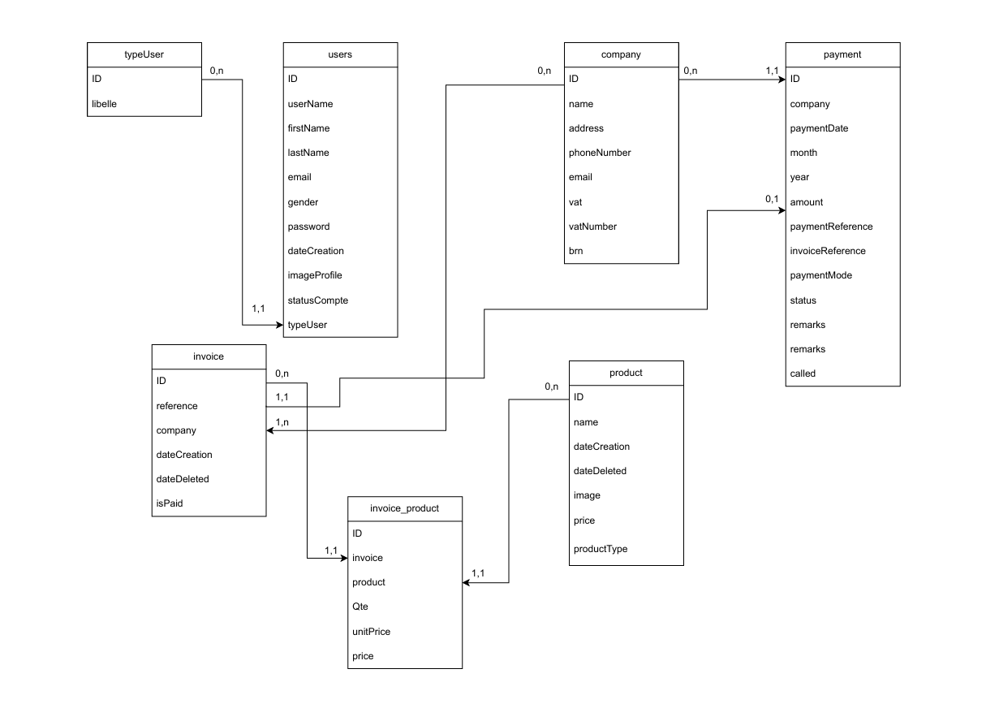 typeUser
ID
libelle
0,n
1,1
users
ID
userName
firstName
lastName
email
gender
password
dateCreation
imageProfile
statusCompte
typeUser
0,n
company
ID
name
address
phoneNumber
email
vat
vatNumber
brn
0,n
1,1
0,1
payment
ID
company
paymentDate
month
year
amount
paymentReference
invoiceReference
paymentMode
status
remarks
remarks
called
invoice
ID
reference
company
dateCreation
dateDeleted
isPaid
0,n
1,1
1,n
1,1
invoice_product
ID
invoice
product
Qte
unitPrice
price
1,1
0,n
product
ID
name
dateCreation
dateDeleted
image
price
productType